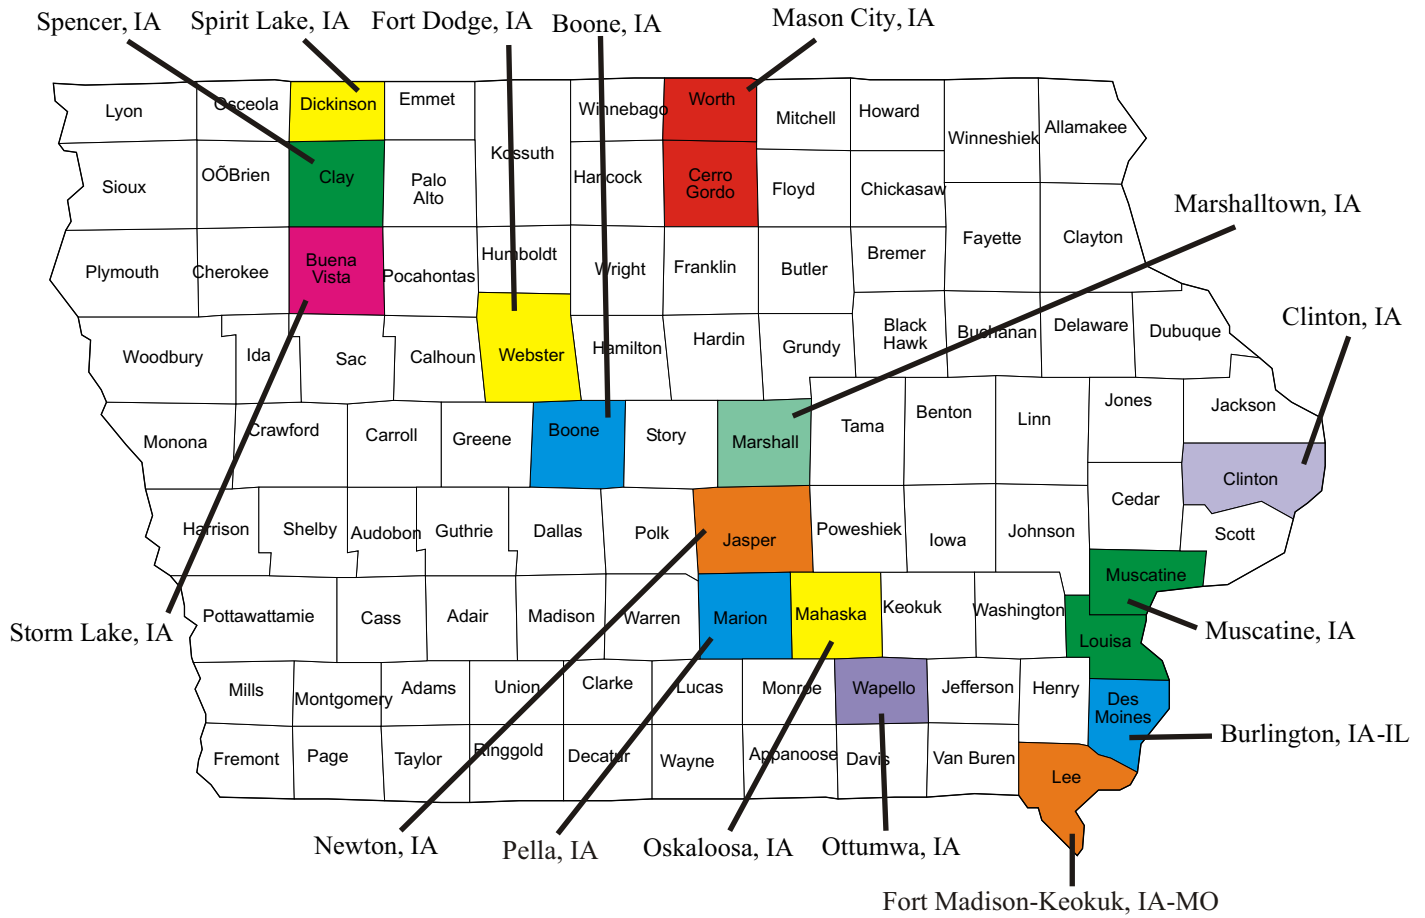 Spencer, IA
Spirit Lake, IA
Fort Dodge, IA
Boone, IA
Mason City, IA
Lyon
Osceola
Dickinson
Emmet
Kossuth
Winnebago
Worth
Mitchell
Howard
Winneshiek
Allamakee
Sioux
OÕBrien
Clay
Palo
Alto
Hancock
Cerro
Gordo
Floyd
Chickasaw
Marshalltown, IA
Plymouth
Cherokee
Buena
Vista
Pocahontas
Humboldt
Wright
Franklin
Butler
Bremer
Fayette
Clayton
Clinton, IA
Woodbury
Ida
Sac
Calhoun
Webster
Hamilton
Hardin
Grundy
Black
Hawk
Buchanan
Delaware
Dubuque
Monona
Crawford
Carroll
Greene
Boone
Story
Marshall
Tama
Benton
Linn
Jones
Jackson
Clinton
Harrison
Shelby
Audobon
Guthrie
Dallas
Polk
Jasper
Poweshiek
Iowa
Johnson
Cedar
Scott
Muscatine
Pottawattamie
Cass
Adair
Madison
Warren
Marion
Mahaska
Keokuk
Washington
Louisa
Storm Lake, IA
Muscatine, IA
Mills
Montgomery
Adams
Union
Clarke
Lucas
Monroe
Wapello
Jefferson
Henry
Des
Moines
Burlington, IA-IL
Fremont
Page
Taylor
Ringgold
Decatur
Wayne
Appanoose
Davis
Van Buren
Lee
Newton, IA
Pella, IA
Oskaloosa, IA
Ottumwa, IA
Fort Madison-Keokuk, IA-MO